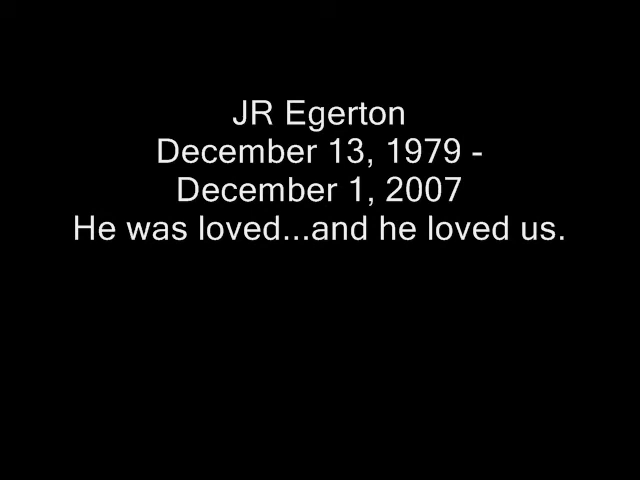 JR Egerton
December 13, 1979 -
December 1, 2007
He was loved...and he loved us.